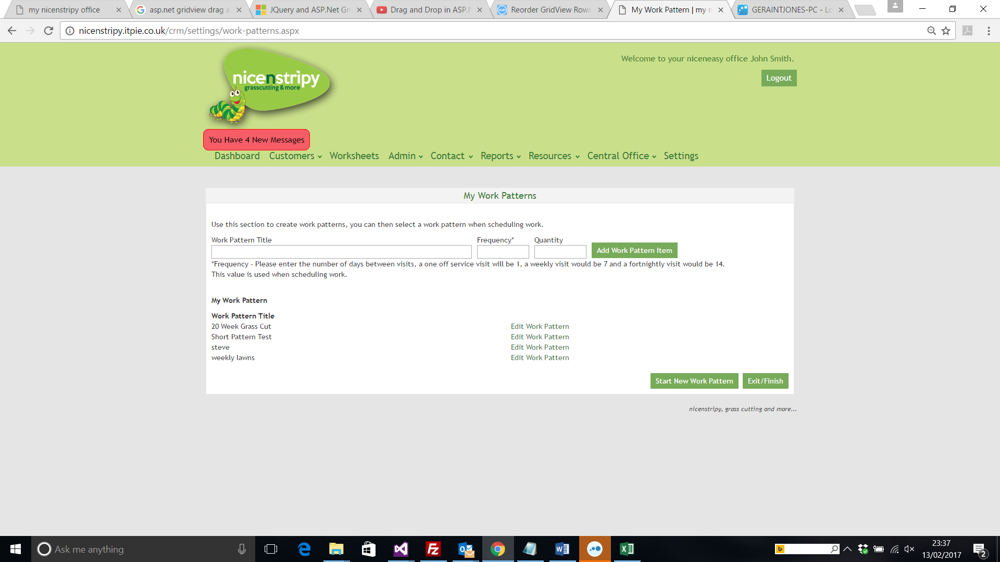 my nicenstripy office
asp.net gridview drag a
JQuery and ASP.Net Gri
Drag and Drop in ASP.N
Reorder GridView Rows
My Work Pattern | my n
GERAINTJONES-PC - Lo
nicenstripy.itpie.co.uk/crm/settings/work-patterns.aspx
nicenstripy
grasscutting & more
Welcome to your niceneasy office John Smith.
Logout
You Have 4 New Messages
Dashboard Customers Worksheets Admin Contact Reports Resources Central Office Settings
My Work Patterns
Use this section to create work patterns, you can then select a work pattern when scheduling work.
Work Pattern Title Frequency* Quantity
Add Work Pattern Item
*Frequency - Please enter the number of days between visits, a one off service visit will be 1, a weekly visit would be 7 and a fortnightly visit would be 14.
This value is used when scheduling work.
My Work Pattern
Work Pattern Title
20 Week Grass Cut Edit Work Pattern
Short Pattern Test Edit Work Pattern
steve Edit Work Pattern
weekly lawns Edit Work Pattern
Start New Work Pattern Exit/Finish
nicenstripy, grass cutting and more...
Ask me anything
23:37
13/02/2017
2